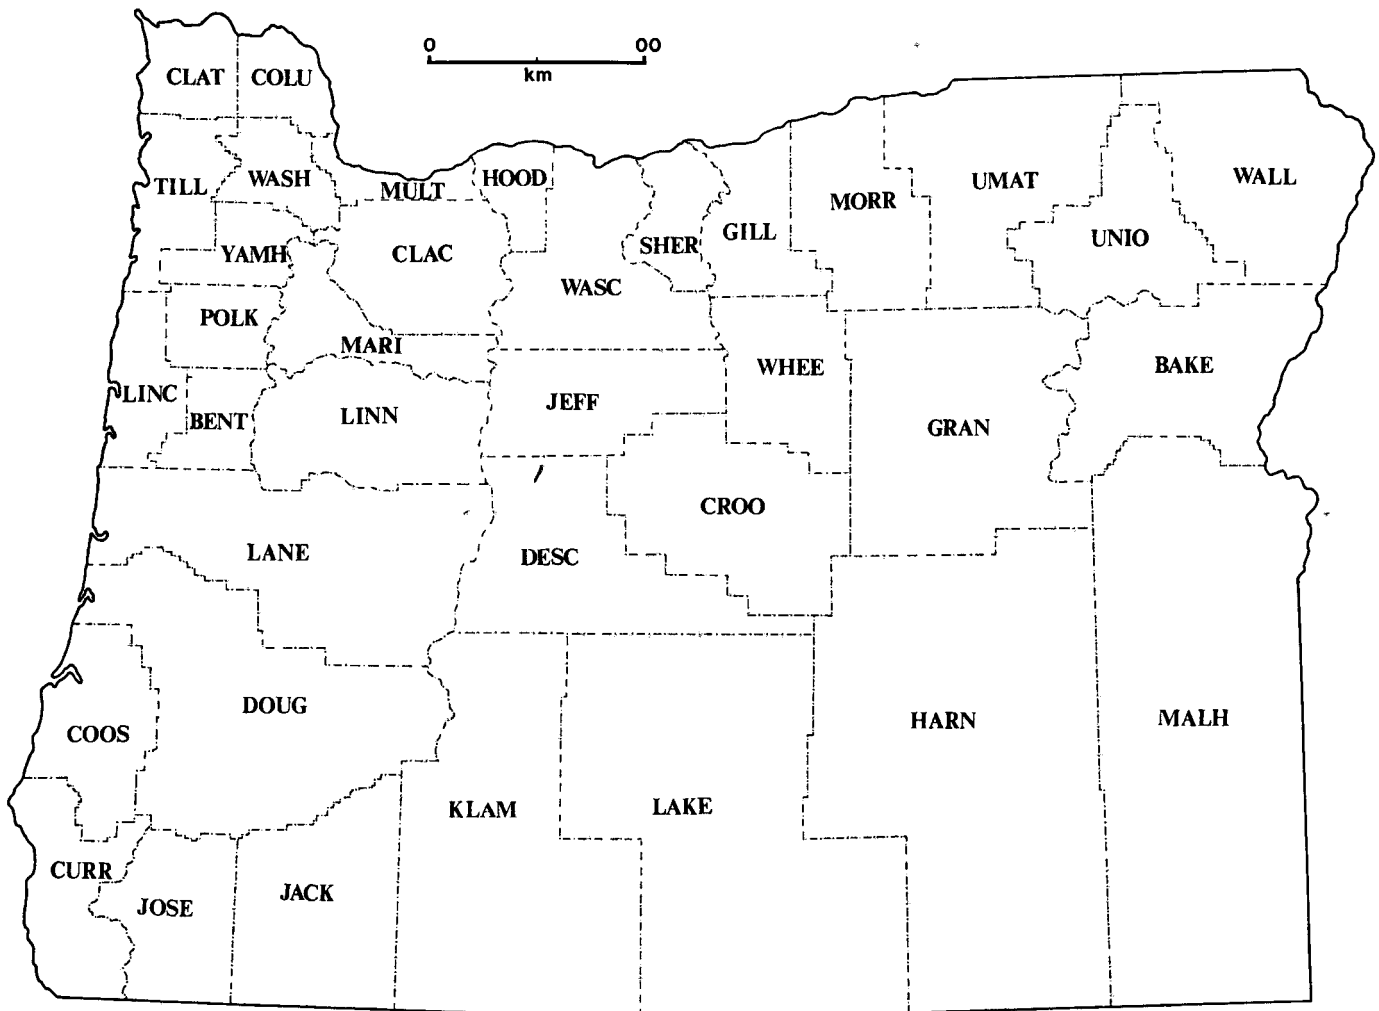 0 00
km
CLAT COLU
TILL WASH MULT HOOD
YAMH CLAC WASC SHER GILL MORR UMAT UNIO WALL
POLK MARI
LINC BENT LINN JEFF WHEE GRAN BAKE
LANE DESC CROO
COOS DOUG HARN MALH
KLAM LAKE
CURR JOSE JACK